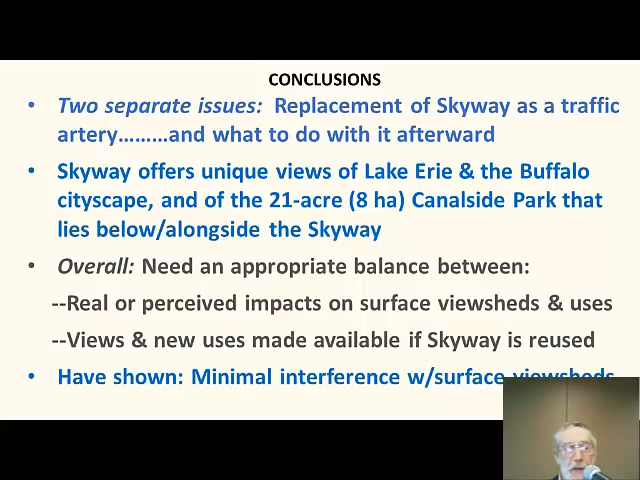 CONCLUSIONS
• Two separate issues: Replacement of Skyway as a traffic
artery………and what to do with it afterward
• Skyway offers unique views of Lake Erie & the Buffalo
cityscape, and of the 21-acre (8 ha) Canalside Park that
lies below/alongside the Skyway
• Overall: Need an appropriate balance between:
--Real or perceived impacts on surface viewsheds & uses
--Views & new uses made available if Skyway is reused
• Have shown: Minimal interference w/surface viewsheds